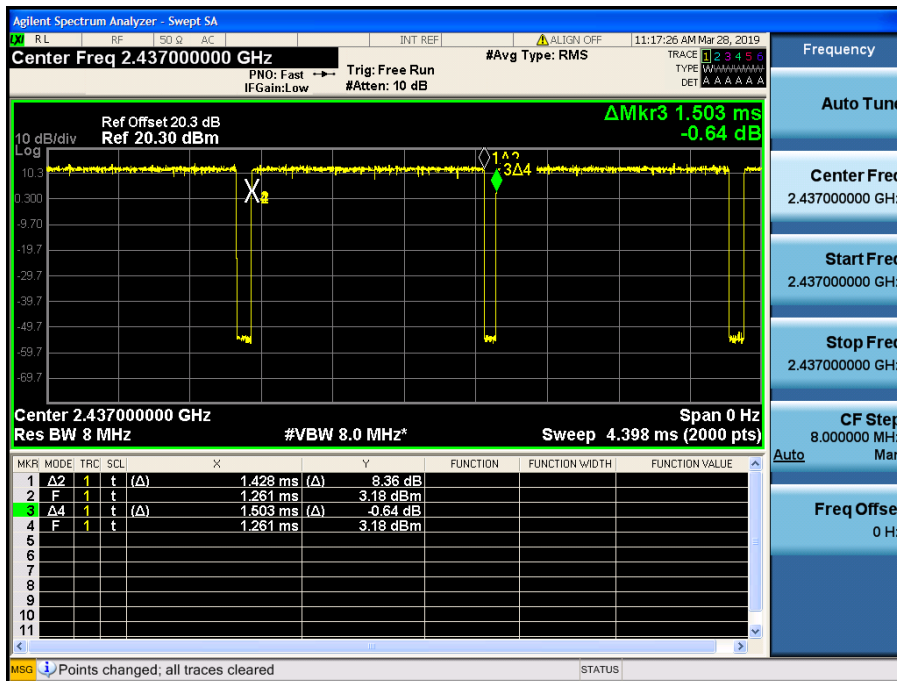 Agilent Spectrum Analyzer - Swept SA
LXI RL RF 50 Ω AC INT REF ALIGN OFF 11:17:26 AM Mar 28, 2019
Center Freq 2.437000000 GHz #Avg Type: RMS TRACE 1 2 3 4 5 6
PNO: Fast Trig: Free Run TYPE WWWWWW
IFGain:Low #Atten: 10 dB DET A A A A A A
Frequency
Auto Tune
Center Freq
2.437000000 GHz
Start Freq
2.437000000 GHz
Stop Freq
2.437000000 GHz
CF Step
8.000000 MHz
Auto Man
Freq Offset
0 Hz
ΔMkr3 1.503 ms
-0.64 dB
Ref Offset 20.3 dB
10 dB/div Ref 20.30 dBm
Log
10.3
0.300
-9.70
-19.7
-29.7
-39.7
-49.7
-59.7
-69.7
1Δ2
3Δ4
Center 2.437000000 GHz Span 0 Hz
Res BW 8 MHz #VBW 8.0 MHz* Sweep 4.398 ms (2000 pts)
MKR MODE TRC SCL X Y FUNCTION FUNCTION WIDTH FUNCTION VALUE
1 Δ2 1 t (Δ) 1.428 ms (Δ) 8.36 dB
2 F 1 t 1.261 ms 3.18 dBm
3 Δ4 1 t (Δ) 1.503 ms (Δ) -0.64 dB
4 F 1 t 1.261 ms 3.18 dBm
5
6
7
8
9
10
11
MSG Points changed; all traces cleared STATUS